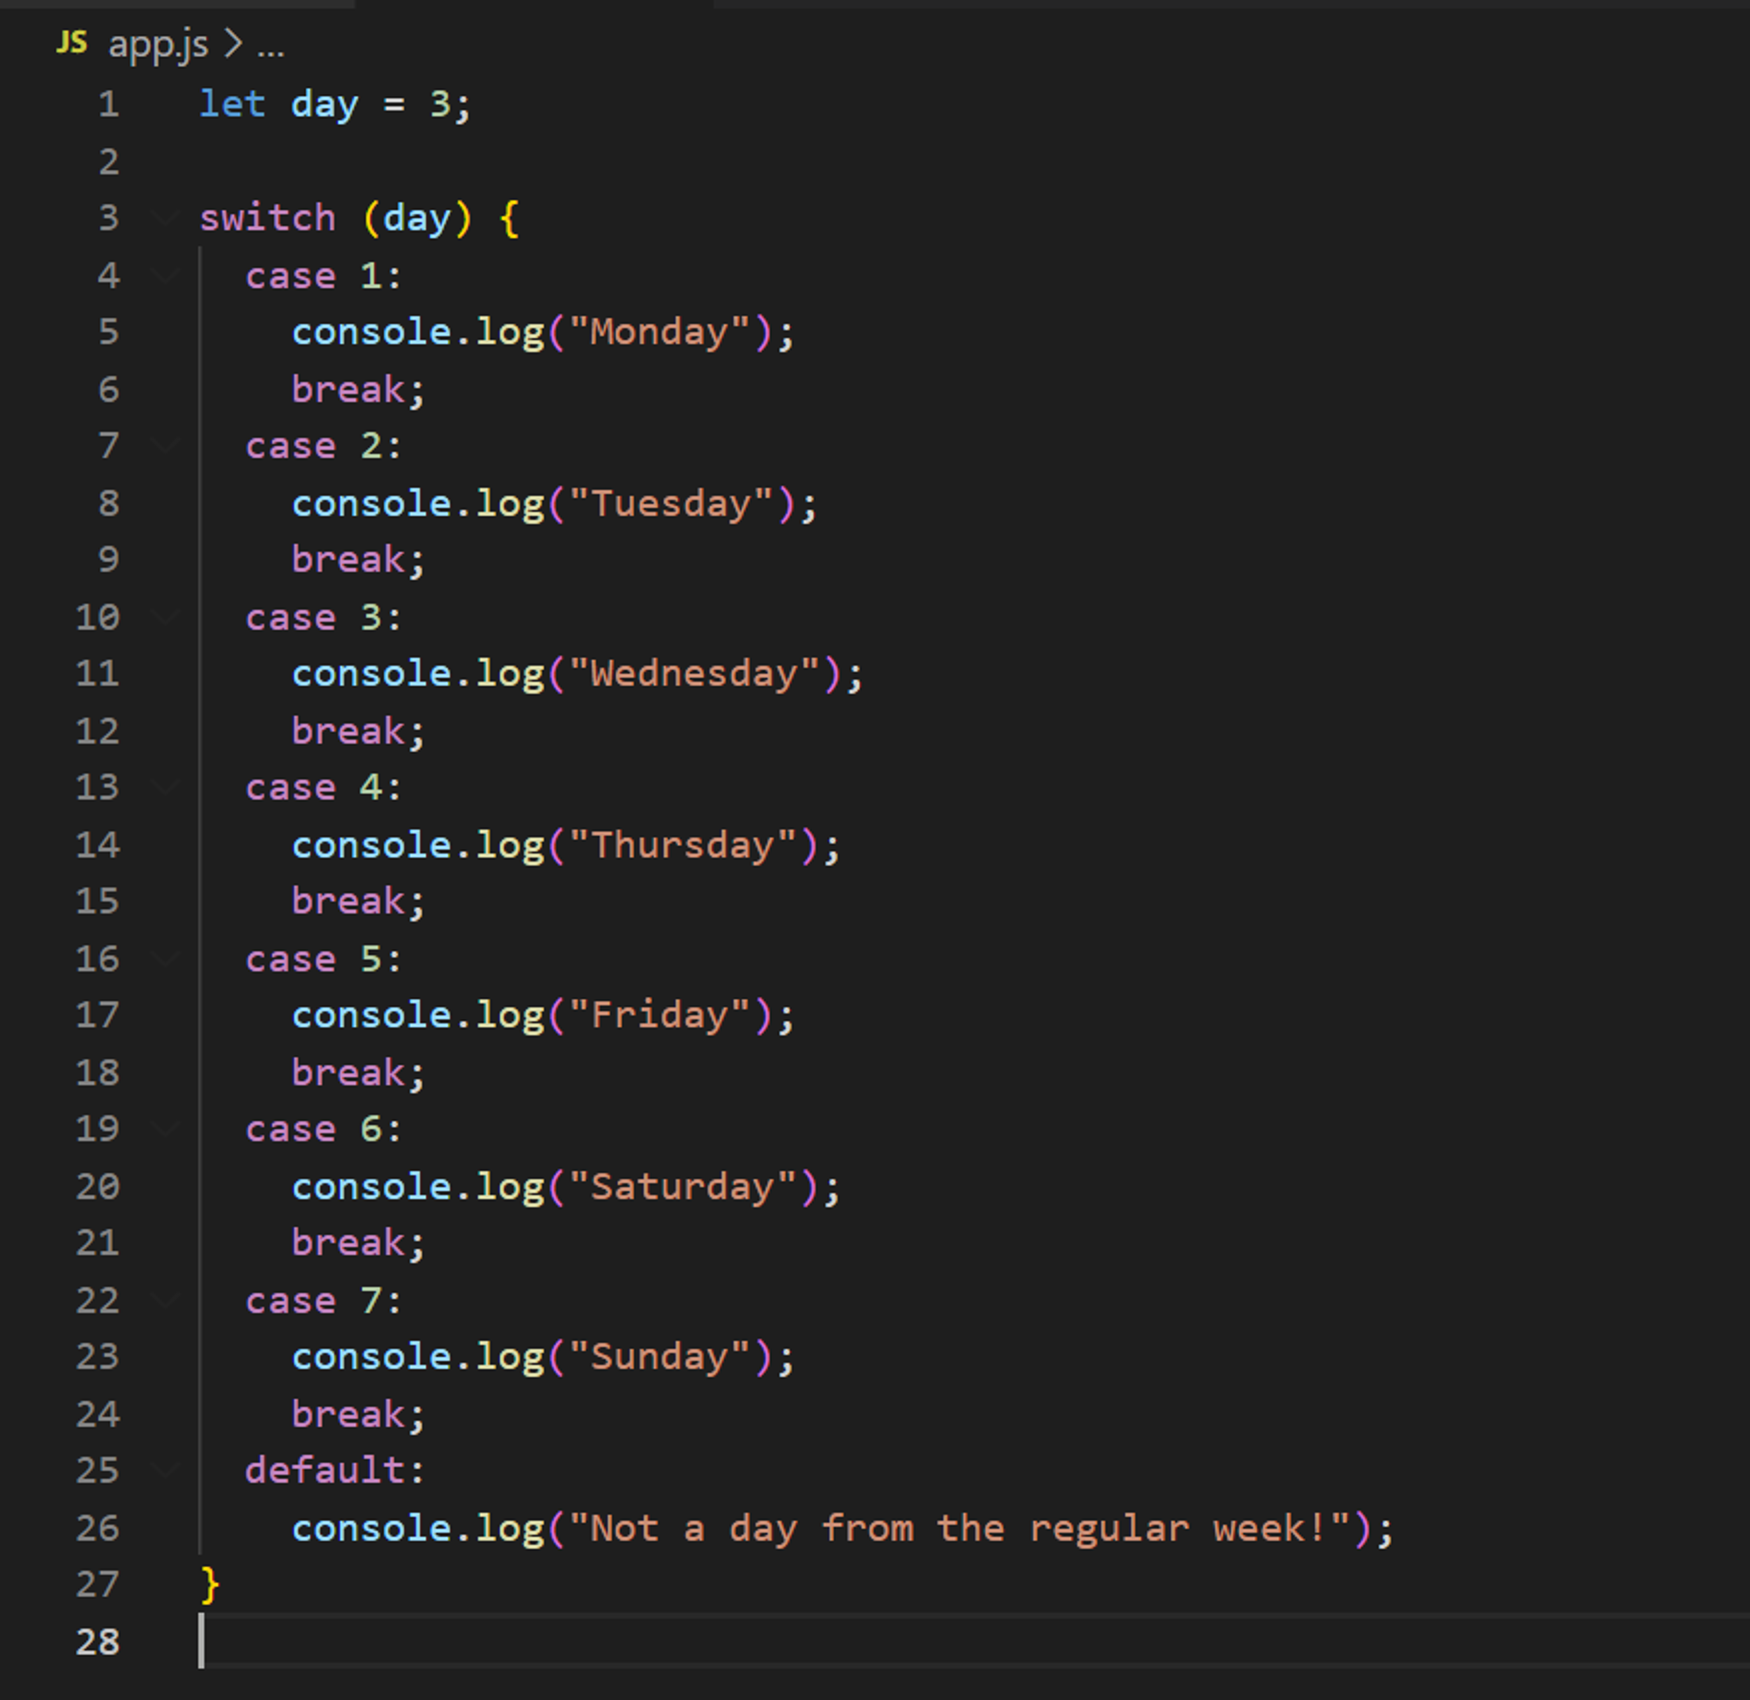 JS app.js > ...
1 let day = 3;
2
3 switch (day) {
4   case 1:
5     console.log("Monday");
6     break;
7   case 2:
8     console.log("Tuesday");
9     break;
10   case 3:
11     console.log("Wednesday");
12     break;
13   case 4:
14     console.log("Thursday");
15     break;
16   case 5:
17     console.log("Friday");
18     break;
19   case 6:
20     console.log("Saturday");
21     break;
22   case 7:
23     console.log("Sunday");
24     break;
25   default:
26     console.log("Not a day from the regular week!");
27 }
28